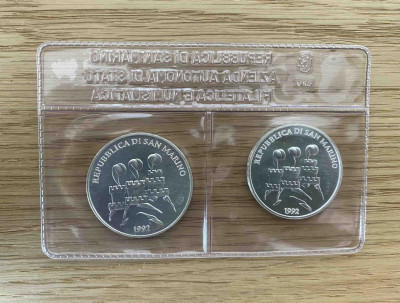 REPUBBLICA DI SAN MARINO
AZIENDA AUTONOMA DI STATO
FILATELICA E NUMISMATICA
REPUBBLICA DI SAN MARINO
1992
REPUBBLICA DI SAN MARINO
1992